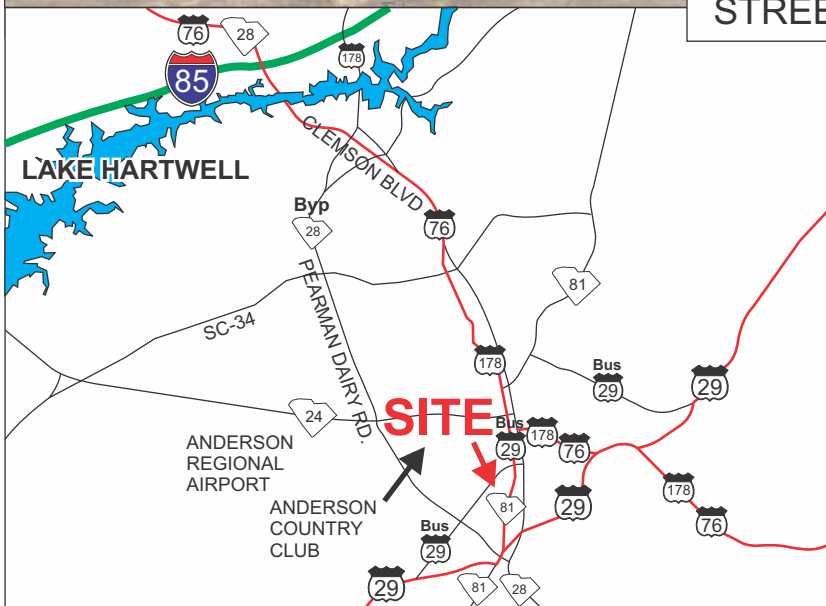 STREE
76
28
178
85
LAKE HARTWELL
CLEMSON BLVD
Byp
28
76
81
PEARMAN DAIRY RD.
SC-34
178
Bus
29
29
24
SITE
Bus
29
178
76
ANDERSON
REGIONAL
AIRPORT
178
29
81
76
ANDERSON
COUNTRY
CLUB
Bus
29
29
81
28